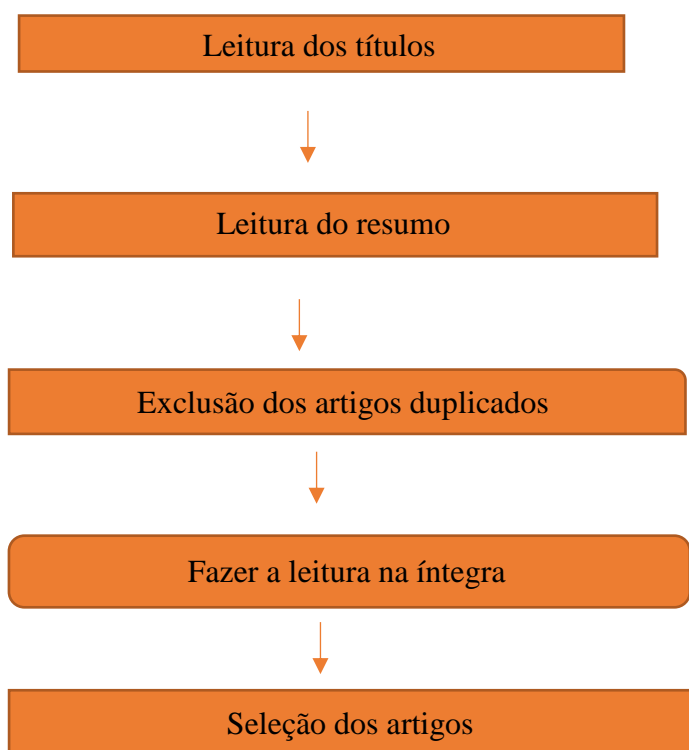 Leitura dos títulos
Leitura do resumo
Exclusão dos artigos duplicados
Fazer a leitura na íntegra
Seleção dos artigos